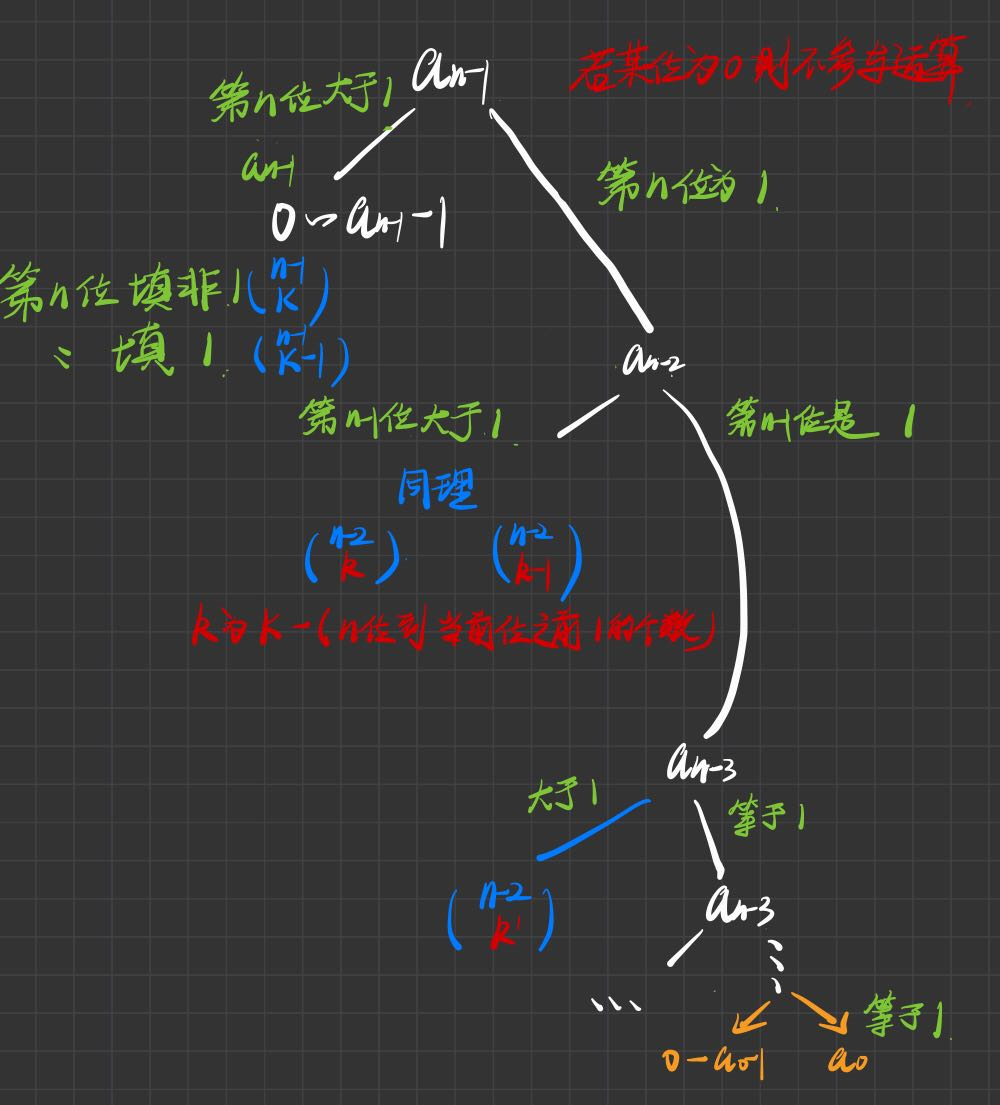 若某位为0则不参与运算
a_{n-1}
第n位大于1
a_{n-1}
第n位为1.
0~a_{n-1}-1
第n位填非1 \binom{n-1}{k}
〃 填1. \binom{n-1}{k-1}
a_{n-2}
第n-1位大于1.
第n-1位是 1
同理
\binom{n-2}{k} \binom{n-2}{k-1}
k为k-(n位到当前位之前1的个数)
a_{n-3}
大于1
等于1
\binom{n-2}{k'}
a_{n-3}
...
等于1
0-a_0-1
a_0